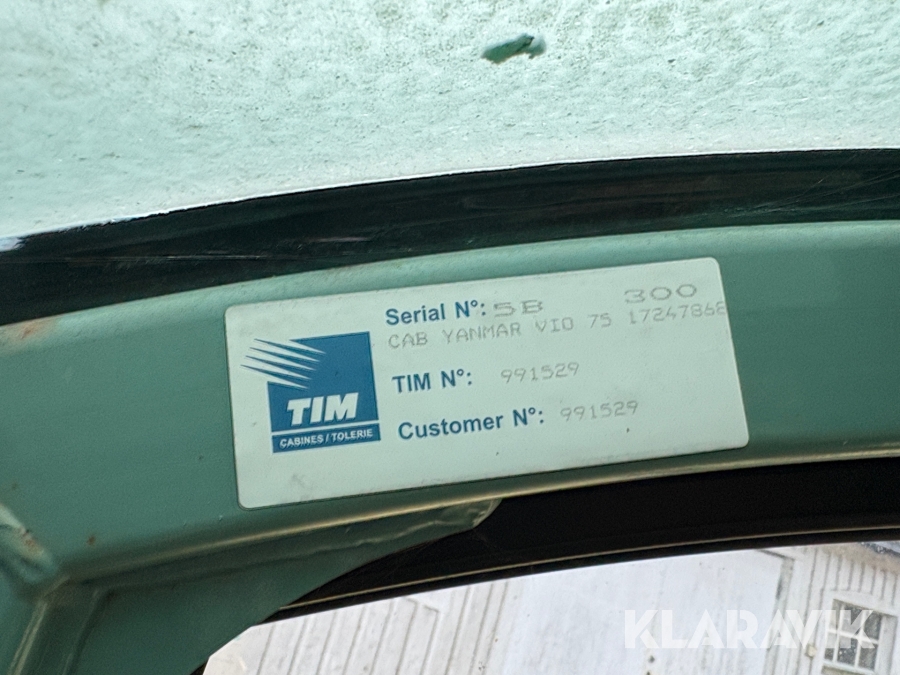 Serial N°: 5B 300
CAB YANMAR VIO 75 17247868
TIM
CABINES / TOLERIE
TIM N°: 991529
Customer N°: 991529
KLARAVIK